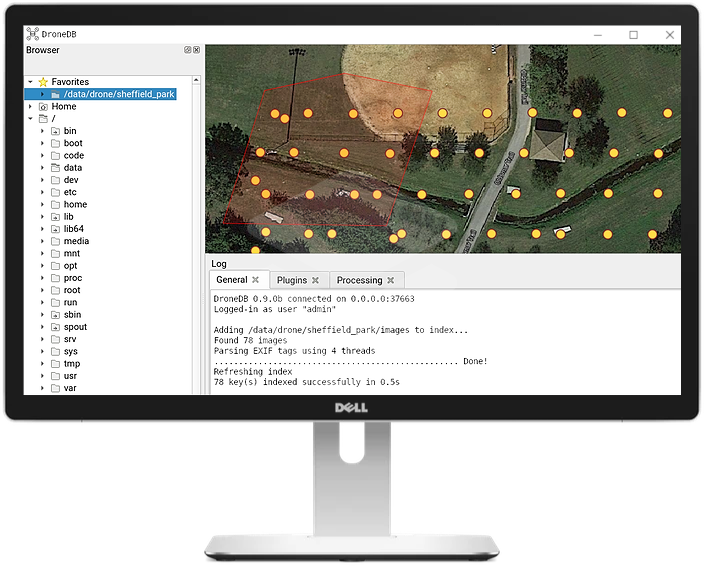 DroneDB
Browser
Favorites
/data/drone/sheffield_park
Home
/
bin
boot
code
data
dev
etc
home
lib
lib64
media
mnt
opt
proc
root
run
sbin
spout
srv
sys
tmp
usr
var
Log
General
Plugins
Processing
DroneDB 0.9.0b connected on 0.0.0.0:37663
Logged-in as user "admin"
Adding /data/drone/sheffield_park/images to index...
Found 78 images
Parsing EXIF tags using 4 threads
.................................................. Done!
Refreshing index
78 key(s) indexed successfully in 0.5s
DELL